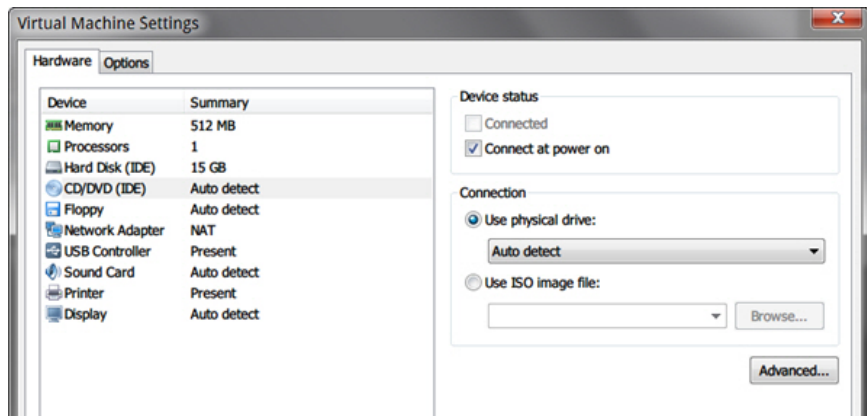 Virtual Machine Settings
Hardware Options
Device Summary
Memory 512 MB
Processors 1
Hard Disk (IDE) 15 GB
CD/DVD (IDE) Auto detect
Floppy Auto detect
Network Adapter NAT
USB Controller Present
Sound Card Auto detect
Printer Present
Display Auto detect
Device status
Connected
Connect at power on
Connection
Use physical drive:
Auto detect
Use ISO image file:
Browse...
Advanced...